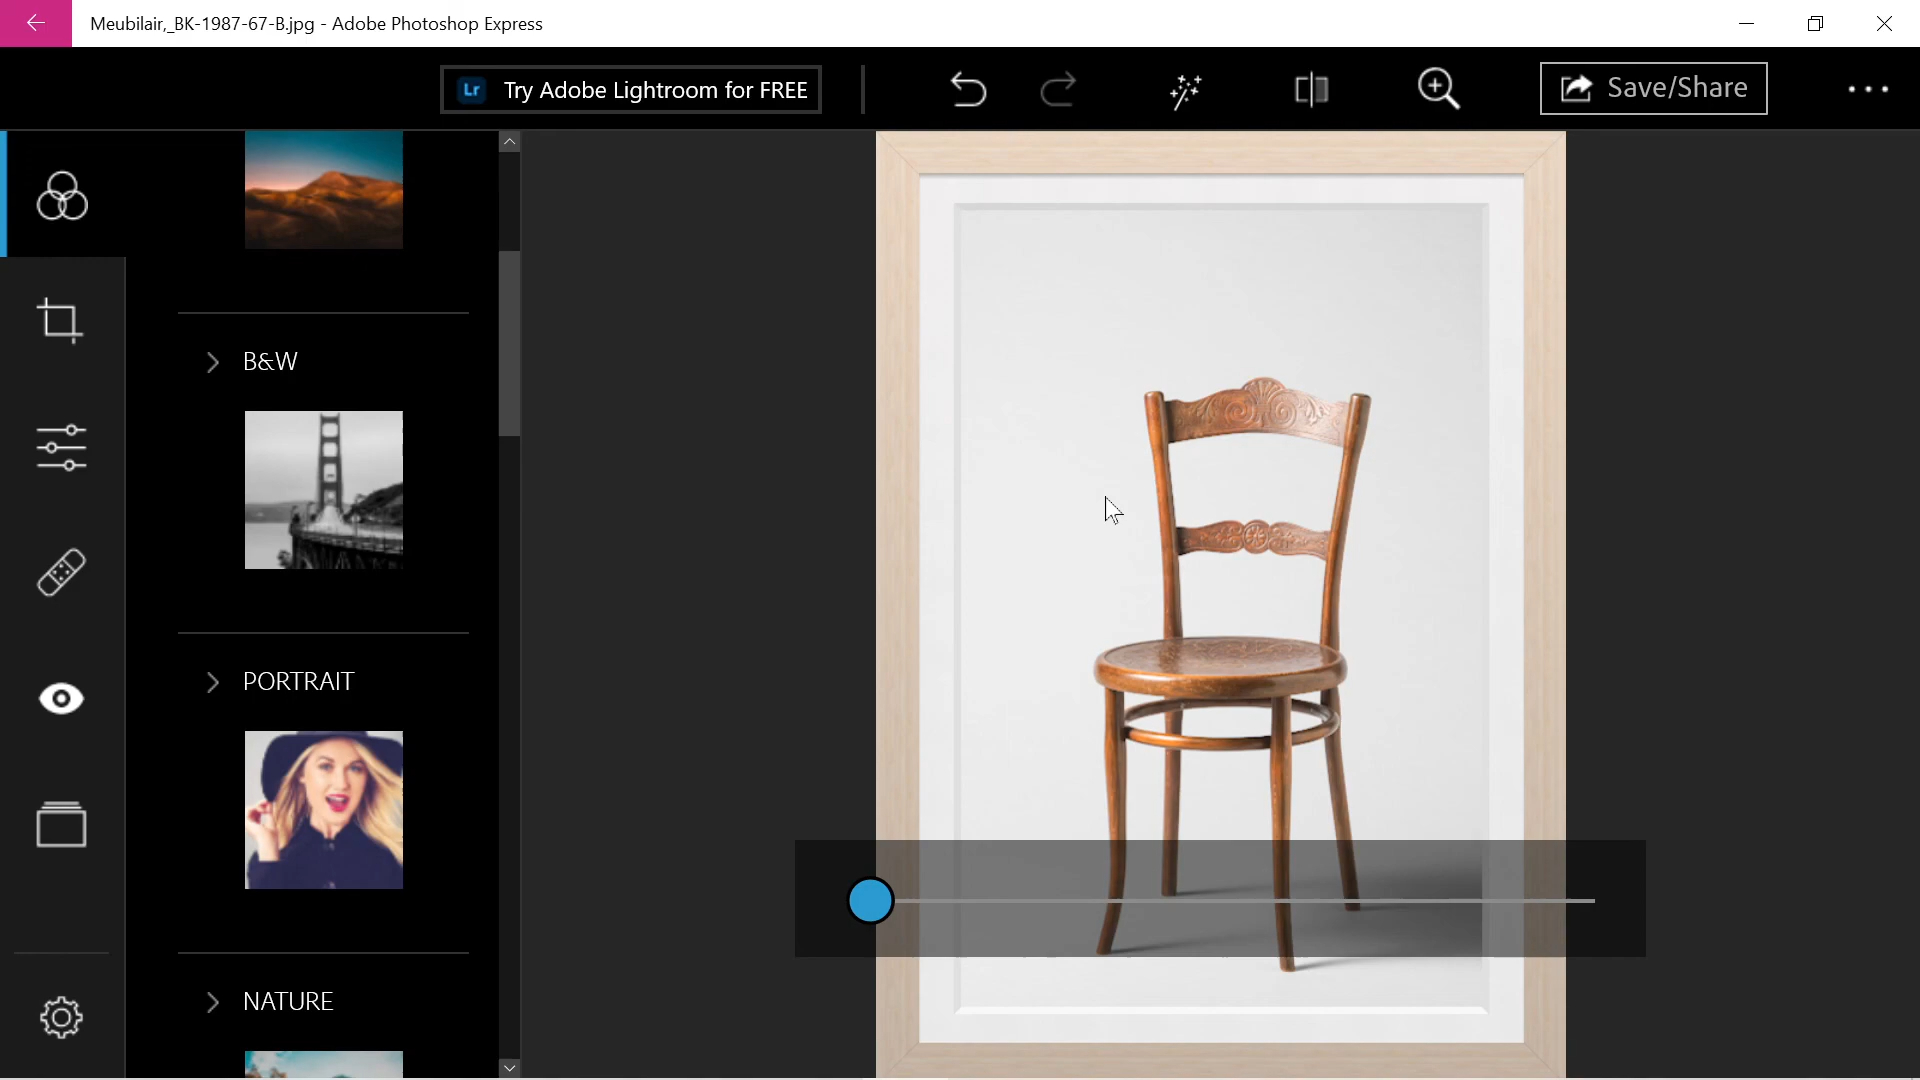 Meubilair,_BK-1987-67-B.jpg - Adobe Photoshop Express
Lr Try Adobe Lightroom for FREE
Save/Share
B&W
PORTRAIT
NATURE